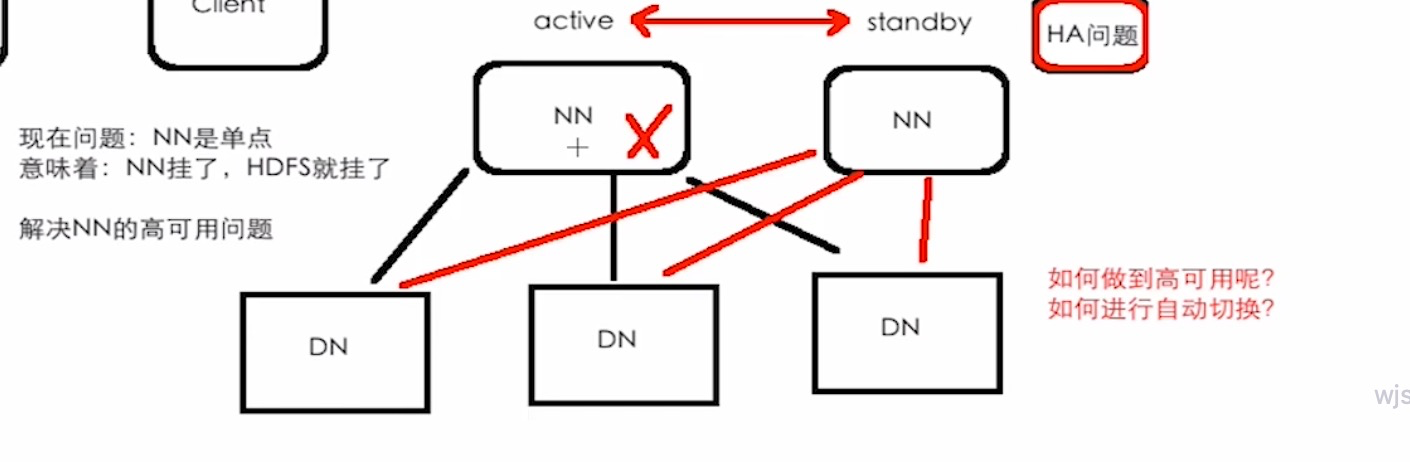 Client
active
standby
HA问题
NN
NN
现在问题：NN是单点
意味着：NN挂了，HDFS就挂了
解决NN的高可用问题
DN
DN
DN
如何做到高可用呢？
如何进行自动切换？
wjs